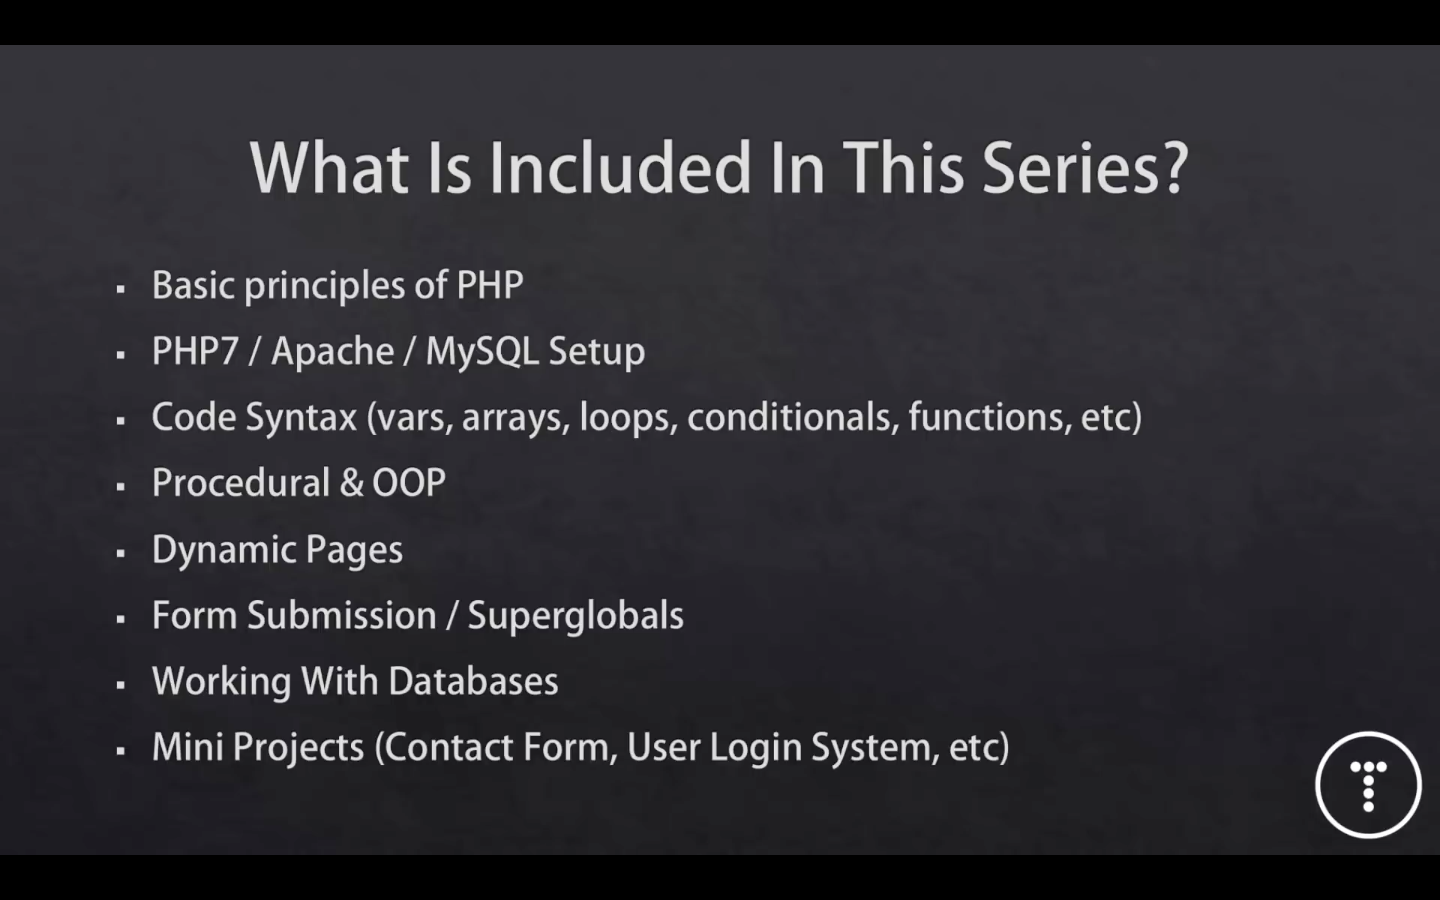 What Is Included In This Series?
▪ Basic principles of PHP
▪ PHP7 / Apache / MySQL Setup
▪ Code Syntax (vars, arrays, loops, conditionals, functions, etc)
▪ Procedural & OOP
▪ Dynamic Pages
▪ Form Submission / Superglobals
▪ Working With Databases
▪ Mini Projects (Contact Form, User Login System, etc)
T